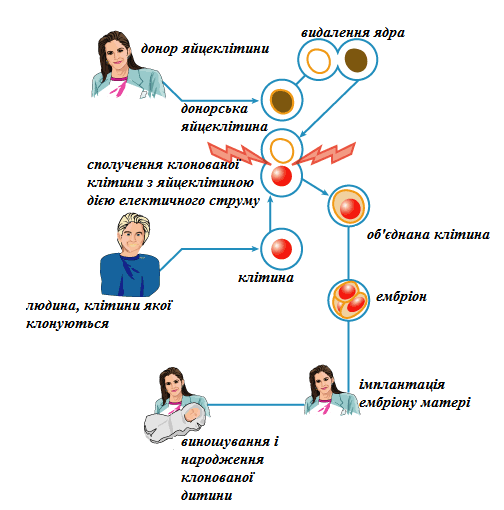 видалення ядра
донор яйцеклітини
донорська
яйцеклітина
сполучення клонованої
клітини з яйцеклітиною
дією електичного струму
об'єднана клітина
клітина
людина, клітини якої
клонуються
ембріон
імплантація
ембріону матері
виношування і
народження
клонованої
дитини